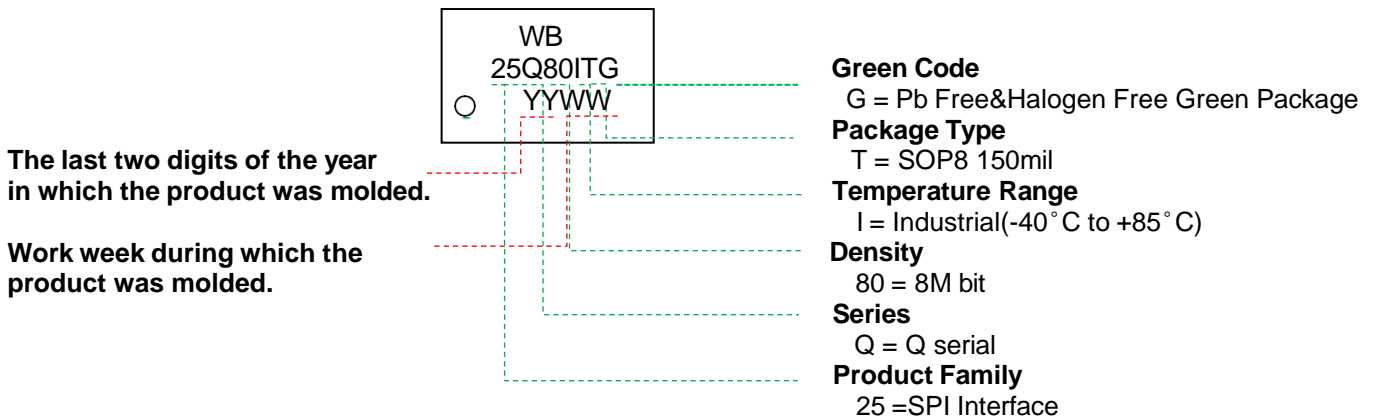 WB
25Q80ITG
YYWW
The last two digits of the year
in which the product was molded.
Work week during which the
product was molded.
Green Code
G = Pb Free&Halogen Free Green Package
Package Type
T = SOP8 150mil
Temperature Range
I = Industrial(-40°C to +85°C)
Density
80 = 8M bit
Series
Q = Q serial
Product Family
25 =SPI Interface